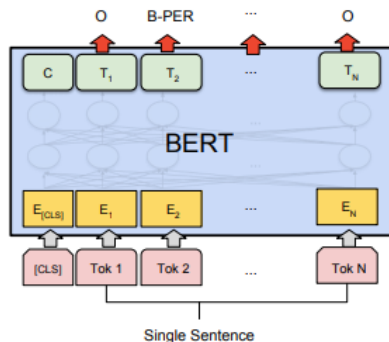 O B-PER ... O
C T1 T2 ... TN
...
BERT
...
E[CLS] E1 E2 ... EN
[CLS] Tok 1 Tok 2 ... Tok N
Single Sentence